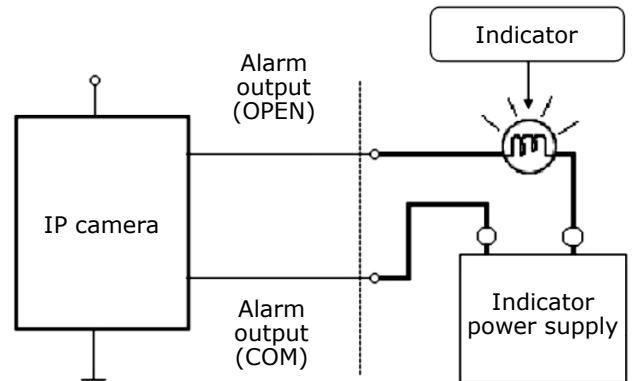 Indicator
Alarm
output
(OPEN)
IP camera
Alarm
output
(COM)
Indicator
power supply